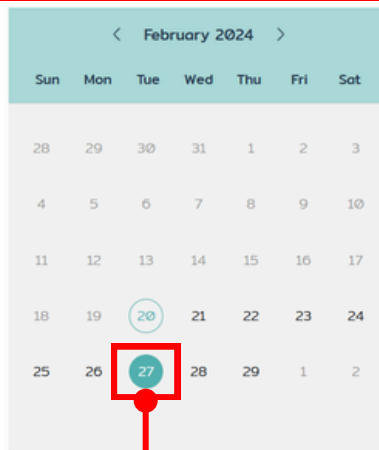 < February 2024 >
Sun Mon Tue Wed Thu Fri Sat
28 29 30 31 1 2 3
4 5 6 7 8 9 10
11 12 13 14 15 16 17
18 19 20 21 22 23 24
25 26 27 28 29 1 2